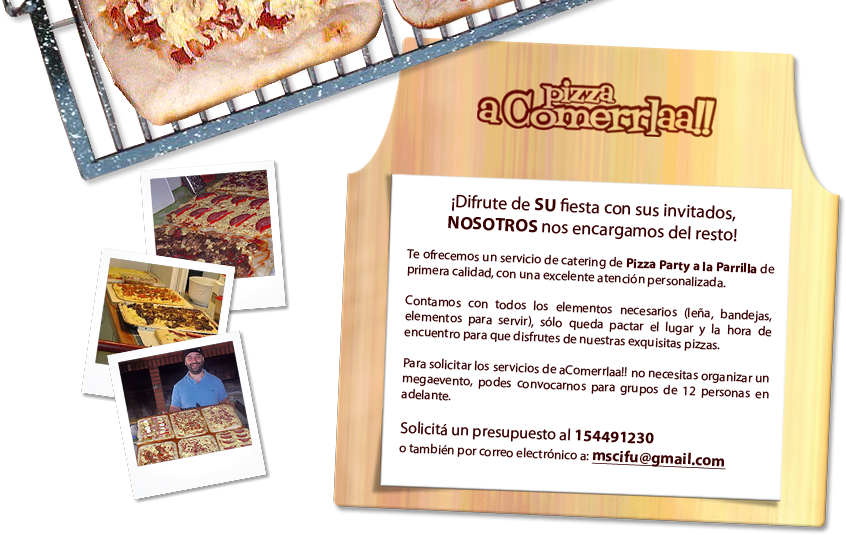 pizza
aComerrlaa!!
¡Difrute de SU fiesta con sus invitados,
NOSOTROS nos encargamos del resto!
Te ofrecemos un servicio de catering de Pizza Party a la Parrilla de
primera calidad, con una excelente atención personalizada.
Contamos con todos los elementos necesarios (leña, bandejas,
elementos para servir), sólo queda pactar el lugar y la hora de
encuentro para que disfrutes de nuestras exquisitas pizzas.
Para solicitar los servicios de aComerrlaa!! no necesitas organizar un
megaevento, podes convocarnos para grupos de 12 personas en
adelante.
Solicitá un presupuesto al 154491230
o también por correo electrónico a: mscifu@gmail.com